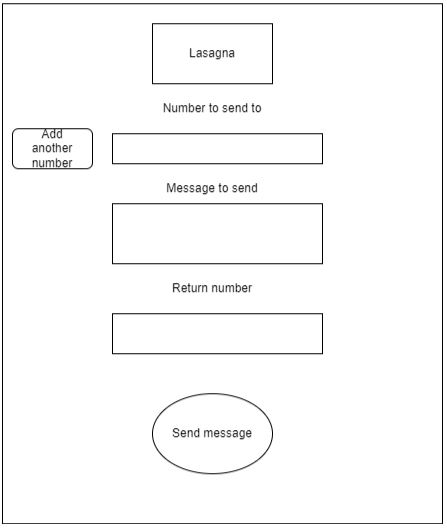 Lasagna
Number to send to
Add
another
number
Message to send
Return number
Send message